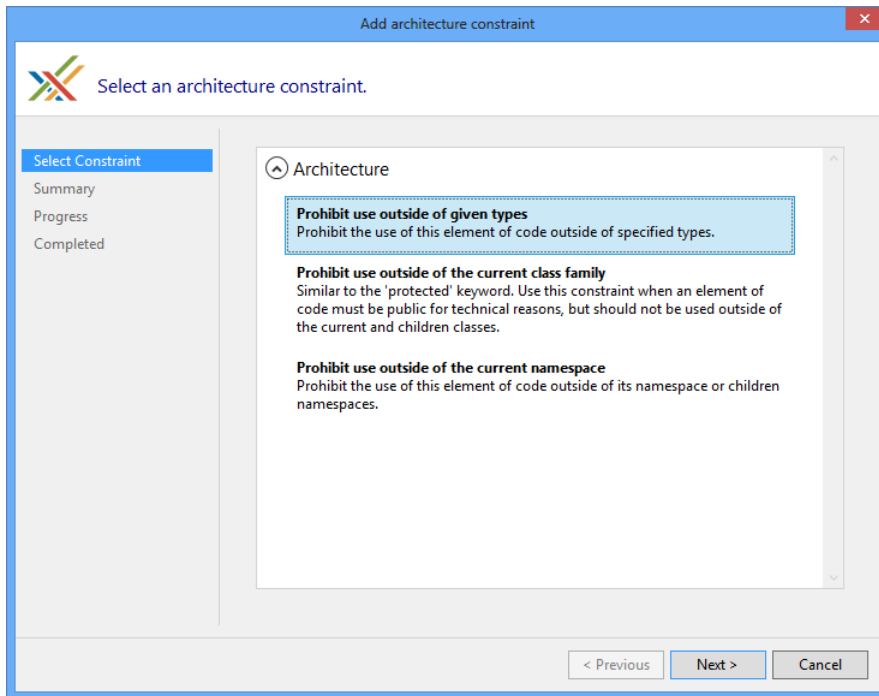 Add architecture constraint
Select an architecture constraint.
Select Constraint
Summary
Progress
Completed
Architecture
Prohibit use outside of given types
Prohibit the use of this element of code outside of specified types.
Prohibit use outside of the current class family
Similar to the 'protected' keyword. Use this constraint when an element of
code must be public for technical reasons, but should not be used outside of
the current and children classes.
Prohibit use outside of the current namespace
Prohibit the use of this element of code outside of its namespace or children
namespaces.
< Previous
Next >
Cancel